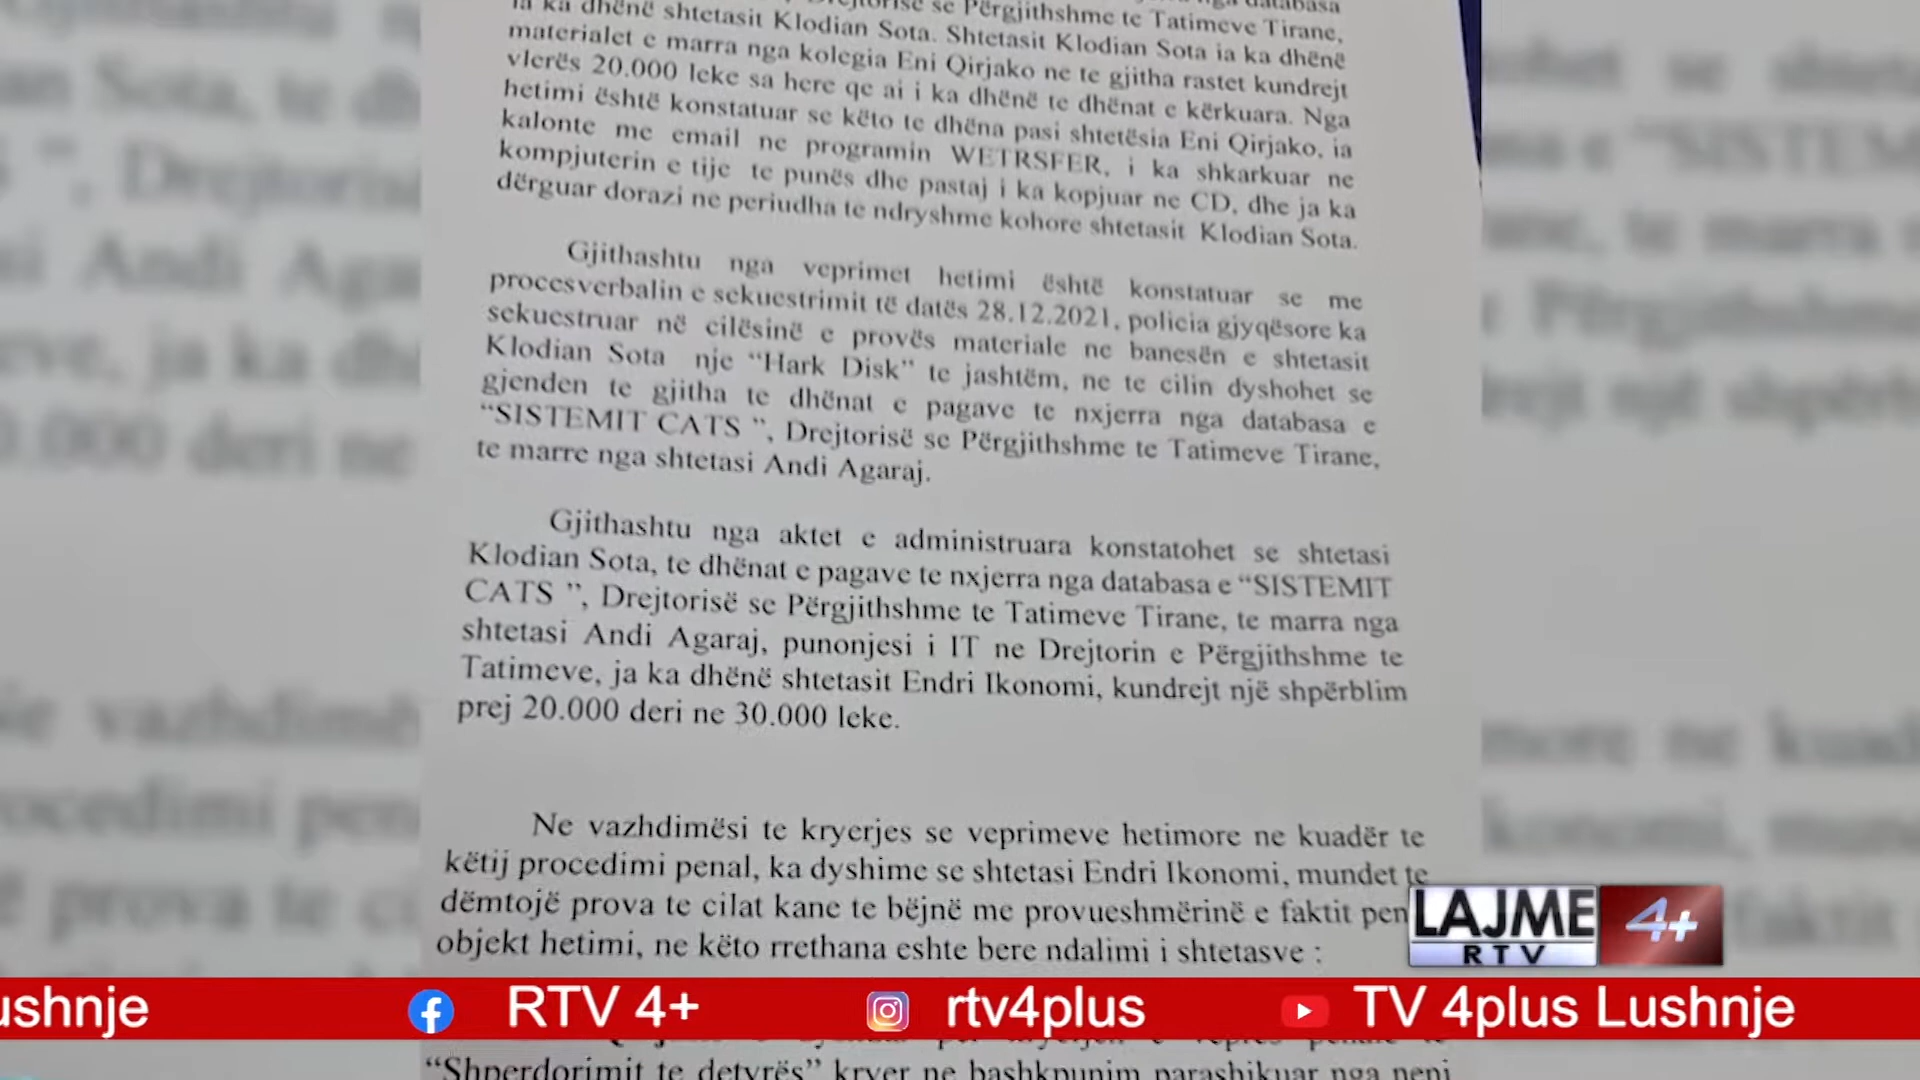 se Përgjithshme te Tatimeve Tirane,
ia ka dhënë shtetasit Klodian Sota. Shtetasit Klodian Sota ia ka dhënë
materialet e marra nga kolegia Eni Qirjako ne te gjitha rastet kundrejt
vlerës 20.000 leke sa here qe ai i ka dhënë te dhënat e kërkuara. Nga
hetimi është konstatuar se këto te dhëna pasi shtetësia Eni Qirjako, ia
kalonte me email ne programin WETRSFER, i ka shkarkuar ne
kompjuterin e tije te punës dhe pastaj i ka kopjuar ne CD, dhe ja ka
dërguar dorazi ne periudha te ndryshme kohore shtetasit Klodian Sota.
Gjithashtu nga veprimet hetimi është konstatuar se me
procesverbalin e sekuestrimit të datës 28.12.2021, policia gjyqësore ka
sekuestruar në cilësinë e provës materiale ne banesën e shtetasit
Klodian Sota nje “Hark Disk” te jashtëm, ne te cilin dyshohet se
gjenden te gjitha te dhënat e pagave te nxjerra nga databasa e
“SISTEMIT CATS ”, Drejtorisë se Përgjithshme te Tatimeve Tirane,
te marre nga shtetasi Andi Agaraj.
Gjithashtu nga aktet e administruara konstatohet se shtetasi
Klodian Sota, te dhënat e pagave te nxjerra nga databasa e “SISTEMIT
CATS ”, Drejtorisë se Përgjithshme te Tatimeve Tirane, te marra nga
shtetasi Andi Agaraj, punonjesi i IT ne Drejtorin e Përgjithshme te
Tatimeve, ja ka dhënë shtetasit Endri Ikonomi, kundrejt një shpërblim
prej 20.000 deri ne 30.000 leke.
Ne vazhdimësi te kryerjes se veprimeve hetimore ne kuadër te
këtij procedimi penal, ka dyshime se shtetasi Endri Ikonomi, mundet te
dëmtojë prova te cilat kane te bëjnë me provueshmërinë e faktit pen
objekt hetimi, ne këto rrethana eshte bere ndalimi i shtetasve :
LAJME 4+
RTV
ushnje RTV 4+ rtv4plus TV 4plus Lushnje
“Shperdorimit te detyrës” kryer ne bashkpunim parashikuar nga neni